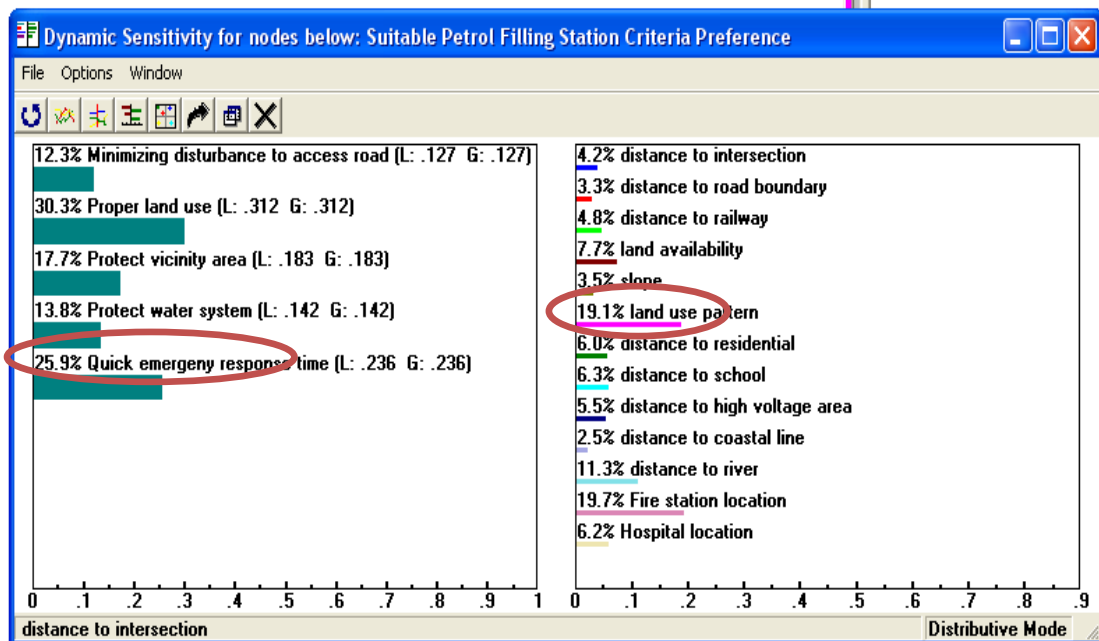 Dynamic Sensitivity for nodes below: Suitable Petrol Filling Station Criteria Preference
File Options Window
12.3% Minimizing disturbance to access road (L: .127 G: .127)
30.3% Proper land use (L: .312 G: .312)
17.7% Protect vicinity area (L: .183 G: .183)
13.8% Protect water system (L: .142 G: .142)
25.9% Quick emergeny response time (L: .236 G: .236)
0 .1 .2 .3 .4 .5 .6 .7 .8 .9 1
4.2% distance to intersection
3.3% distance to road boundary
4.8% distance to railway
7.7% land availability
3.5% slope
19.1% land use pattern
6.0% distance to residential
6.3% distance to school
5.5% distance to high voltage area
2.5% distance to coastal line
11.3% distance to river
19.7% Fire station location
6.2% Hospital location
0 .1 .2 .3 .4 .5 .6 .7 .8 .9
distance to intersection
Distributive Mode